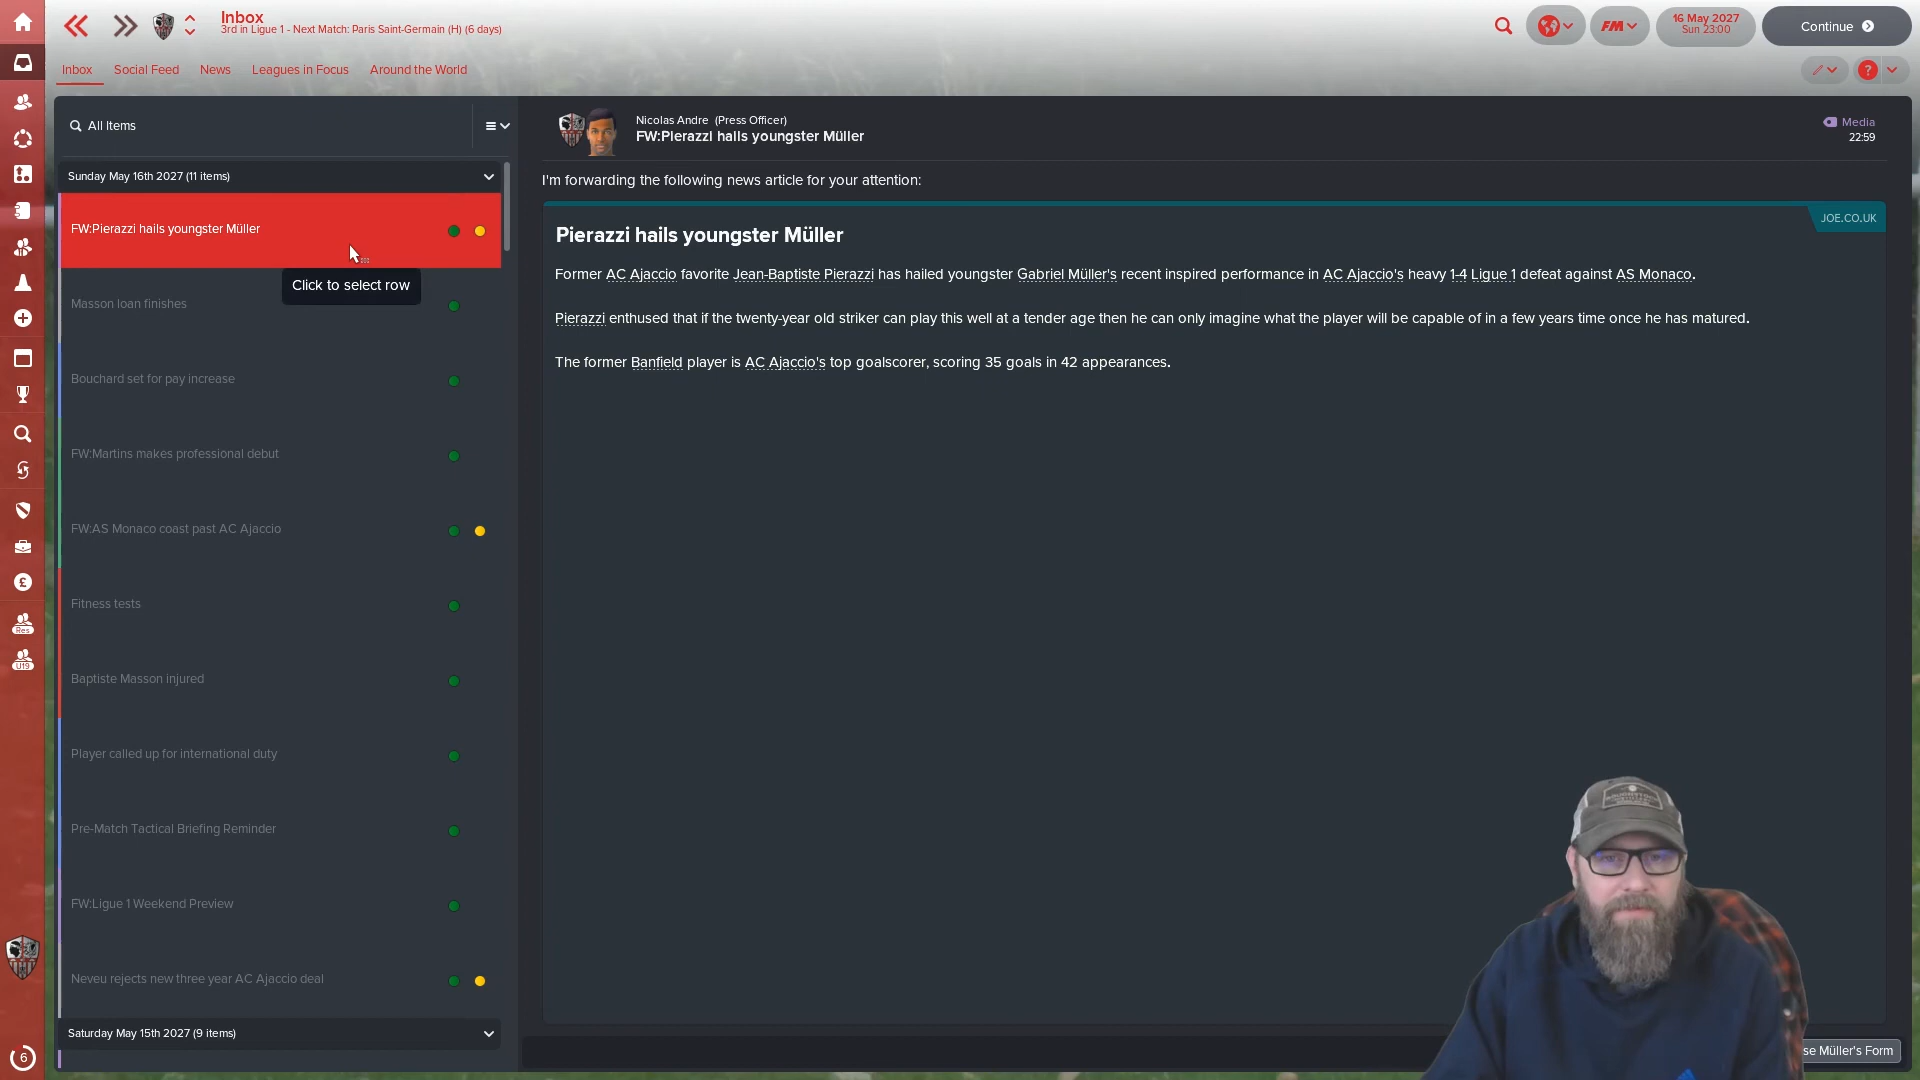 Inbox
3rd in Ligue 1 - Next Match: Paris Saint-Germain (H) (6 days)
FM
16 May 2027
Sun 23:00
Continue
Inbox
Social Feed
News
Leagues in Focus
Around the World
?
All Items
Sunday May 16th 2027 (11 items)
FW:Pierazzi hails youngster Müller
Click to select row
Masson loan finishes
Bouchard set for pay increase
FW:Martins makes professional debut
FW:AS Monaco coast past AC Ajaccio
Fitness tests
Baptiste Masson injured
Player called up for international duty
Pre-Match Tactical Briefing Reminder
FW:Ligue 1 Weekend Preview
Neveu rejects new three year AC Ajaccio deal
Saturday May 15th 2027 (9 items)
£
Res
U19
6
Nicolas Andre (Press Officer)
FW:Pierazzi hails youngster Müller
Media
22:59
I'm forwarding the following news article for your attention:
JOE.CO.UK
Pierazzi hails youngster Müller
Former AC Ajaccio favorite Jean-Baptiste Pierazzi has hailed youngster Gabriel Müller's recent inspired performance in AC Ajaccio's heavy 1-4 Ligue 1 defeat against AS Monaco.
Pierazzi enthused that if the twenty-year old striker can play this well at a tender age then he can only imagine what the player will be capable of in a few years time once he has matured.
The former Banfield player is AC Ajaccio's top goalscorer, scoring 35 goals in 42 appearances.
se Müller's Form